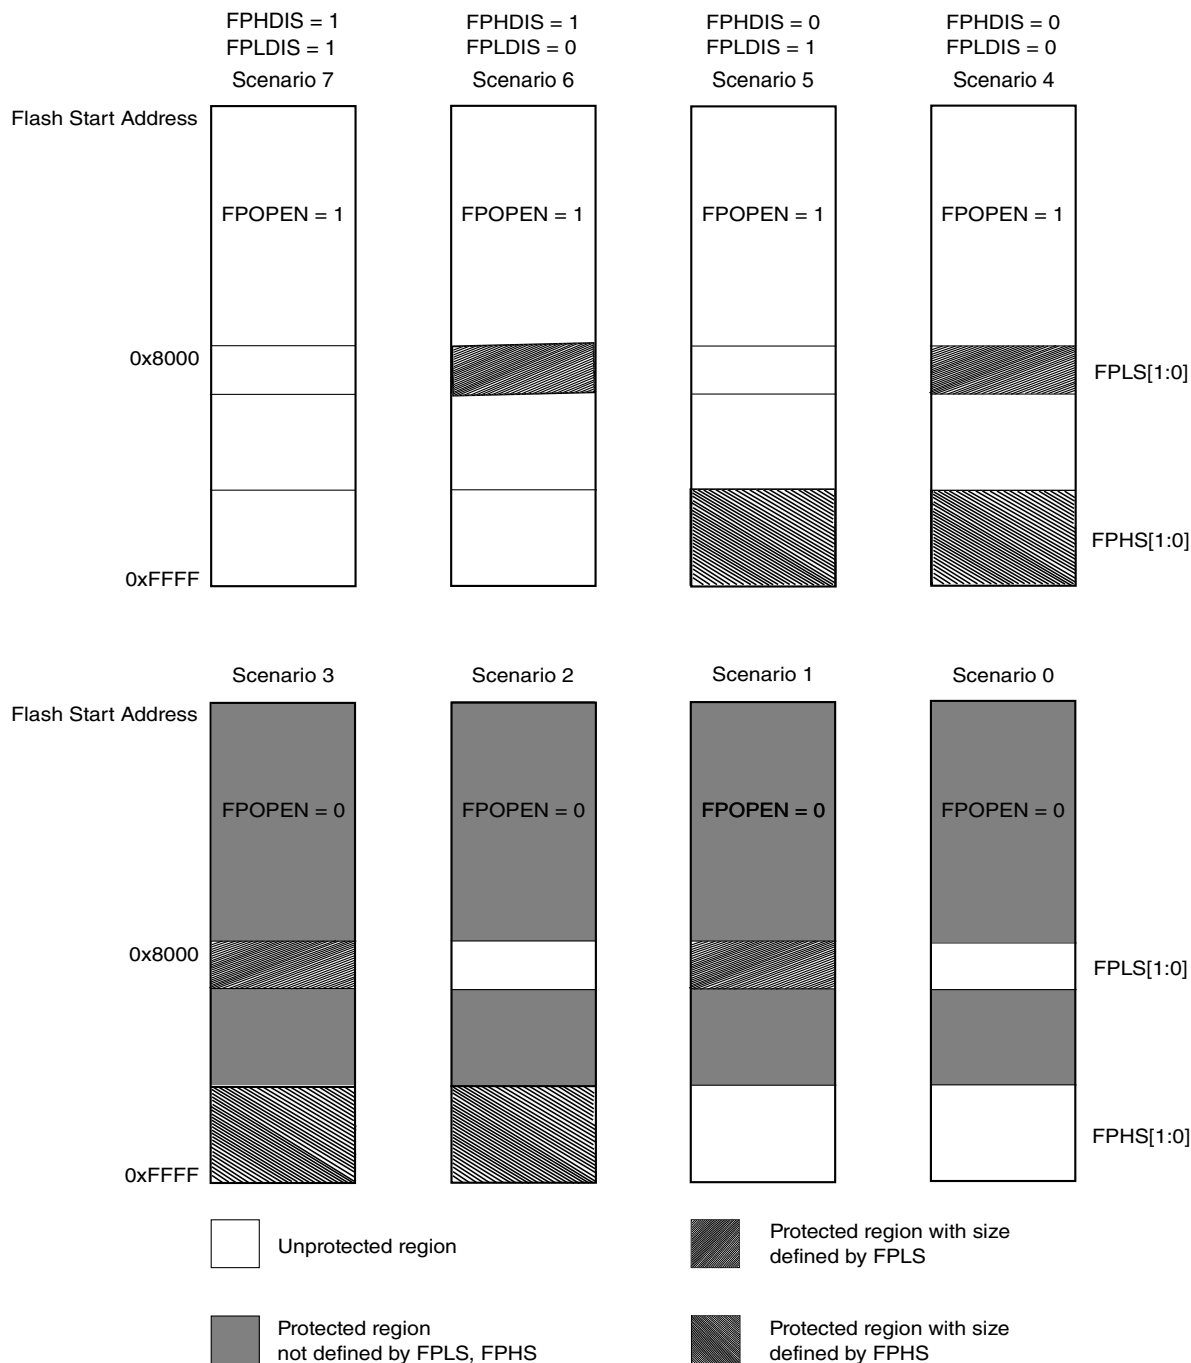 FPHDIS = 1
FPLDIS = 1
Scenario 7
FPHDIS = 1
FPLDIS = 0
Scenario 6
FPHDIS = 0
FPLDIS = 1
Scenario 5
FPHDIS = 0
FPLDIS = 0
Scenario 4
Flash Start Address
FPOPEN = 1
FPOPEN = 1
FPOPEN = 1
FPOPEN = 1
0x8000
FPLS[1:0]
FPHS[1:0]
0xFFFF
Scenario 3
Scenario 2
Scenario 1
Scenario 0
Flash Start Address
FPOPEN = 0
FPOPEN = 0
FPOPEN = 0
FPOPEN = 0
0x8000
FPLS[1:0]
FPHS[1:0]
0xFFFF
Unprotected region
Protected region with size
defined by FPLS
Protected region
not defined by FPLS, FPHS
Protected region with size
defined by FPHS